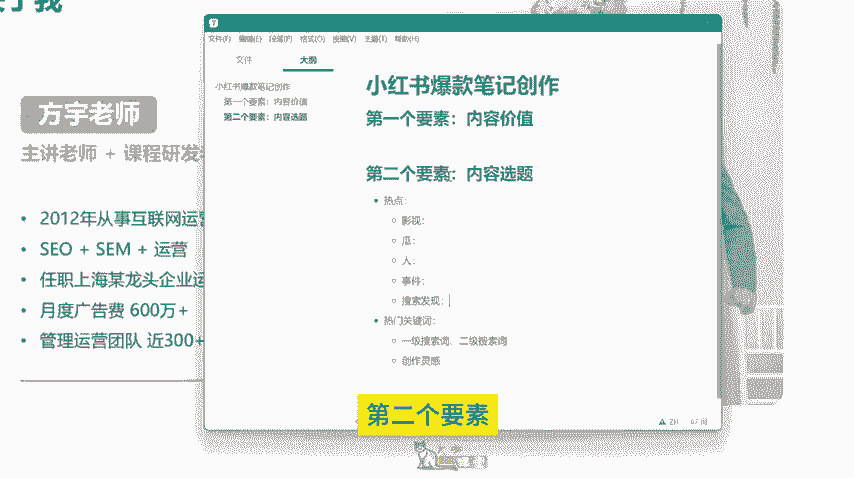 于我
方宇老师
主讲老师 + 课程研发
• 2012年从事互联网运营
• SEO + SEM + 运营
• 任职上海某龙头企业运
• 月度广告费 600万+
• 管理运营团队 近300+
文件(F) 编辑(E) 段落(P) 格式(O) 视图(V) 主题(T) 帮助(H)
文件 大纲
小红书爆款笔记创作
第一个要素：内容价值
第二个要素：内容选题
小红书爆款笔记创作
第一个要素：内容价值
第二个要素：内容选题
• 热点：
○ 影视：
○ 瓜：
○ 人：
○ 事件：
○ 搜索发现：
• 热门关键词：
○ 一级搜索词、二级搜索词
○ 创作灵感
67 词
第二个要素